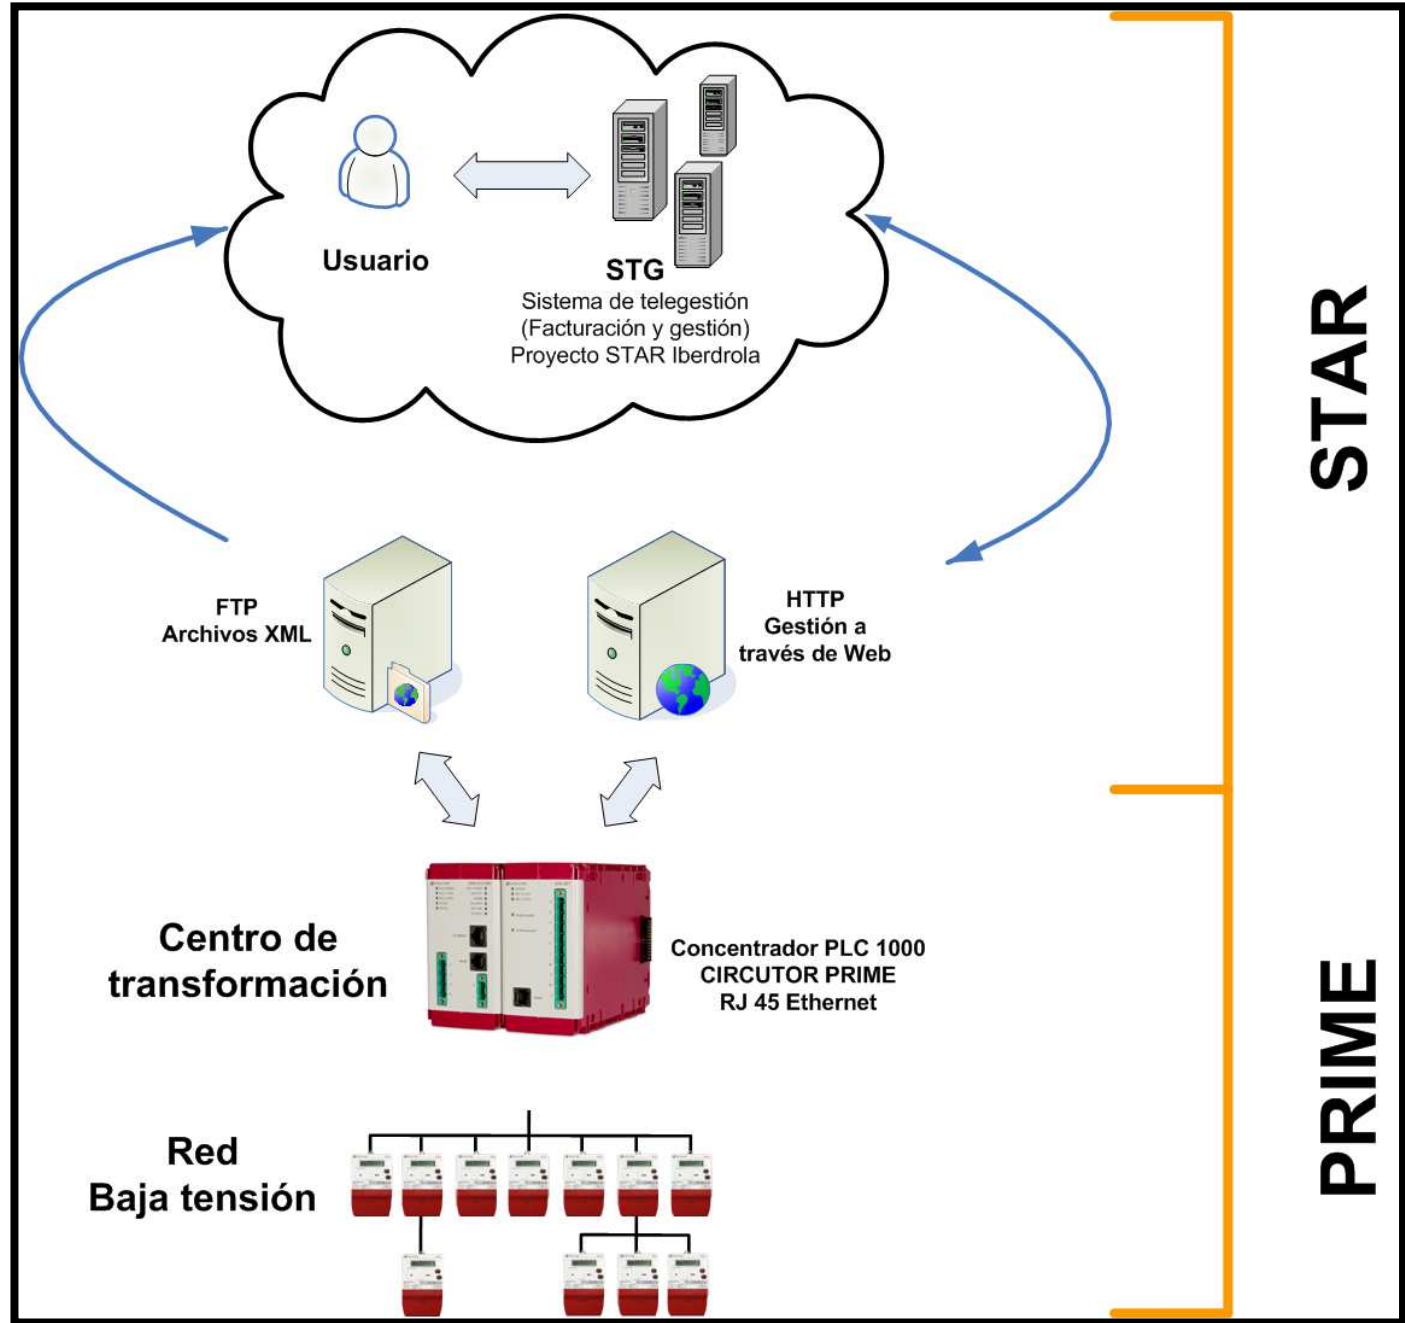 Usuario
STG
Sistema de telegestión
(Facturación y gestión)
Proyecto STAR Iberdrola
STAR
FTP
Archivos XML
HTTP
Gestión a
través de Web
Centro de
transformación
Concentrador PLC 1000
CIRCUTOR PRIME
RJ 45 Ethernet
PRIME
Red
Baja tensión